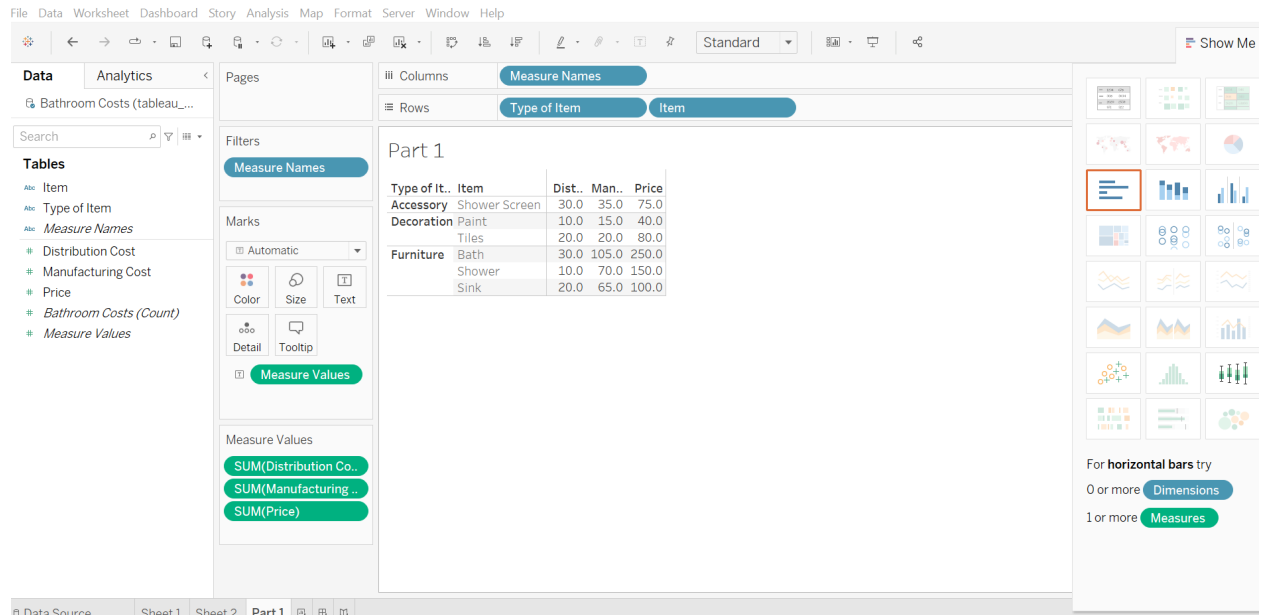 File Data Worksheet Dashboard Story Analysis Map Format Server Window Help
Standard
Show Me
Data Analytics
Bathroom Costs (tableau_...
Search
Tables
Abc Item
Abc Type of Item
Abc Measure Names
# Distribution Cost
# Manufacturing Cost
# Price
# Bathroom Costs (Count)
# Measure Values
Pages
Filters
Measure Names
Marks
Automatic
Color Size Text
Detail Tooltip
Measure Values
Measure Values
SUM(Distribution Co..
SUM(Manufacturing ..
SUM(Price)
Columns Measure Names
Rows Type of Item Item
Part 1
Type of It.. Item Dist.. Man.. Price
Accessory Shower Screen 30.0 35.0 75.0
Decoration Paint 10.0 15.0 40.0
Tiles 20.0 20.0 80.0
Furniture Bath 30.0 105.0 250.0
Shower 10.0 70.0 150.0
Sink 20.0 65.0 100.0
For horizontal bars try
0 or more Dimensions
1 or more Measures
Data Source Sheet 1 Sheet 2 Part 1